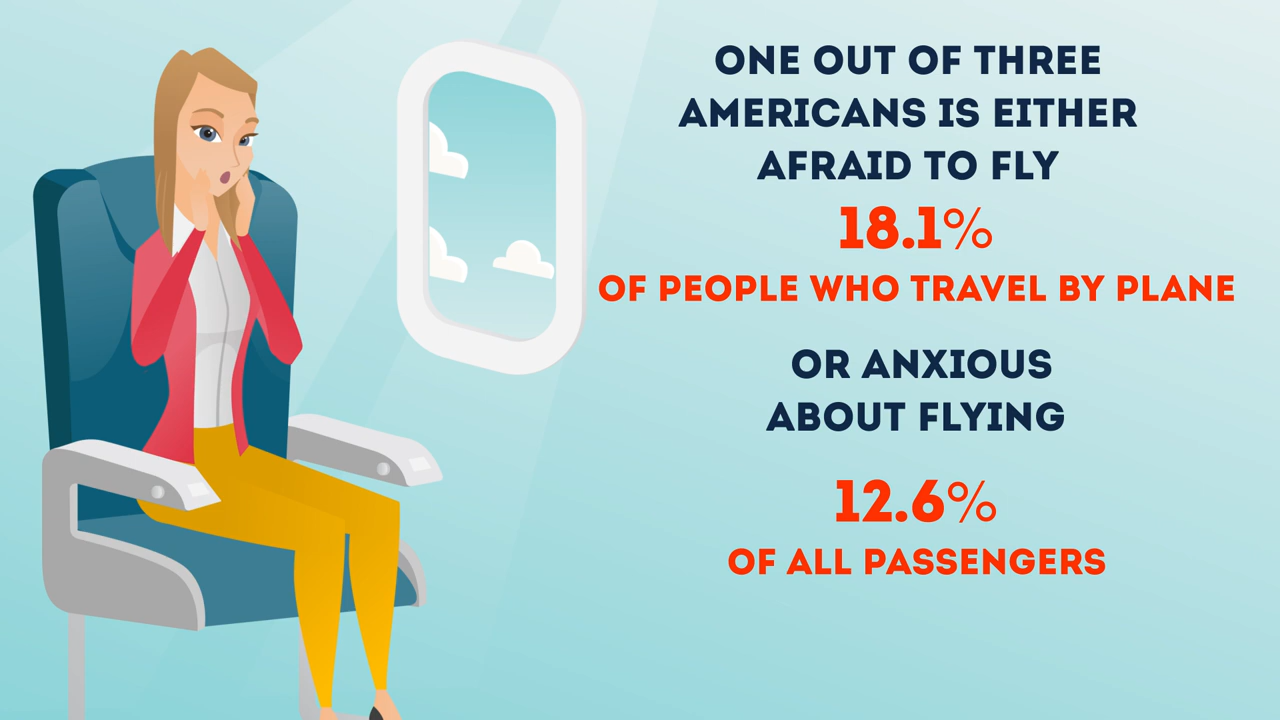 ONE OUT OF THREE
AMERICANS IS EITHER
AFRAID TO FLY
18.1%
OF PEOPLE WHO TRAVEL BY PLANE
OR ANXIOUS
ABOUT FLYING
12.6%
OF ALL PASSENGERS